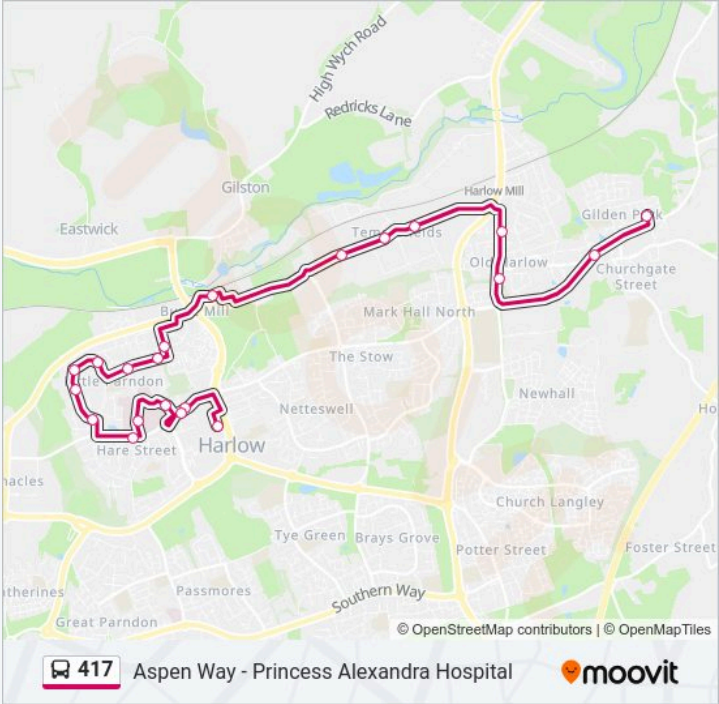 High Wych Road
Redricks Lane
Gilston
Harlow Mill
Gilden Park
Eastwick
Old Harlow
Churchgate
Street
Mark Hall North
The Stow
Newhall
Netteswell
Hare Street
Harlow
Church Langley
Tye Green
Brays Grove
Potter Street
Foster Street
Passmores
Southern Way
Great Parndon
© OpenStreetMap contributors | © OpenMapTiles
417
Aspen Way - Princess Alexandra Hospital
moovit